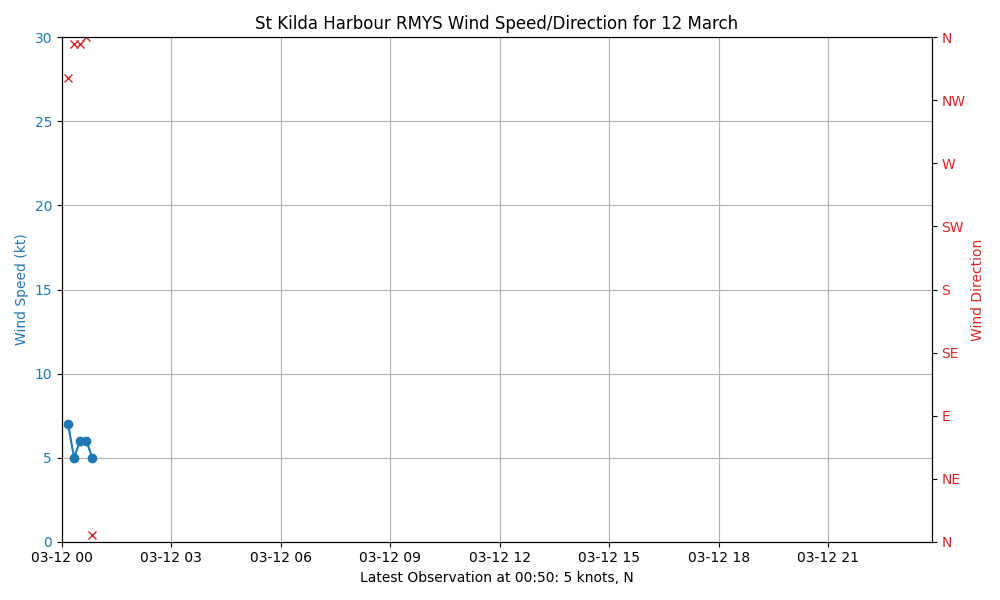 St Kilda Harbour RMYS Wind Speed/Direction for 12 March
30
25
20
15
10
5
0
Wind Speed (kt)
N
NW
W
SW
S
SE
E
NE
N
Wind Direction
03-12 00
03-12 03
03-12 06
03-12 09
03-12 12
03-12 15
03-12 18
03-12 21
Latest Observation at 00:50: 5 knots, N